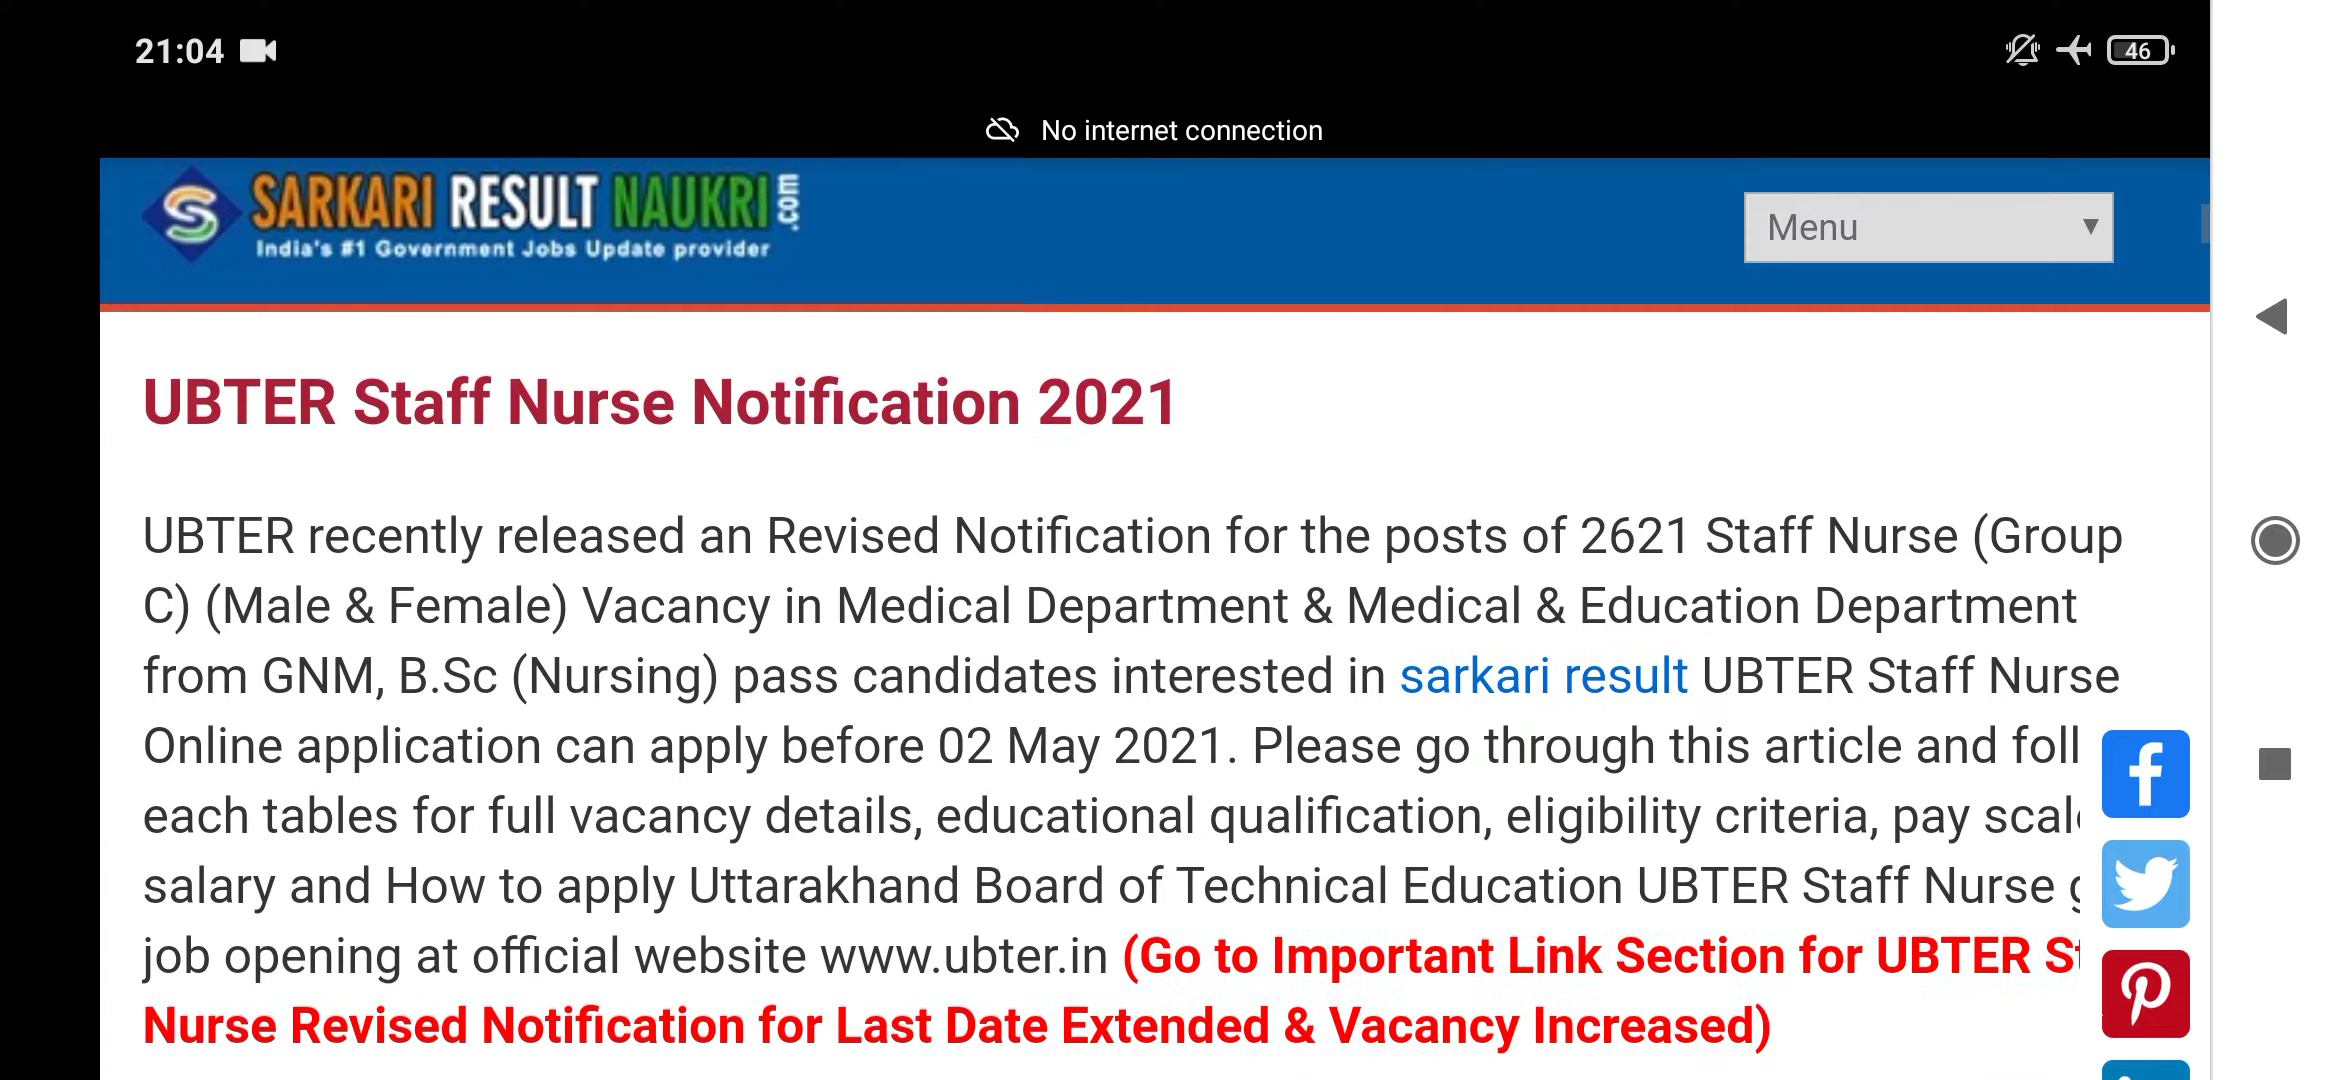 21:04
46
No internet connection
SARKARI RESULT NAUKRI .com
India's #1 Government Jobs Update provider
Menu
UBTER Staff Nurse Notification 2021
UBTER recently released an Revised Notification for the posts of 2621 Staff Nurse (Group
C) (Male & Female) Vacancy in Medical Department & Medical & Education Department
from GNM, B.Sc (Nursing) pass candidates interested in sarkari result UBTER Staff Nurse
Online application can apply before 02 May 2021. Please go through this article and foll
each tables for full vacancy details, educational qualification, eligibility criteria, pay scale
salary and How to apply Uttarakhand Board of Technical Education UBTER Staff Nurse
job opening at official website www.ubter.in (Go to Important Link Section for UBTER St
Nurse Revised Notification for Last Date Extended & Vacancy Increased)